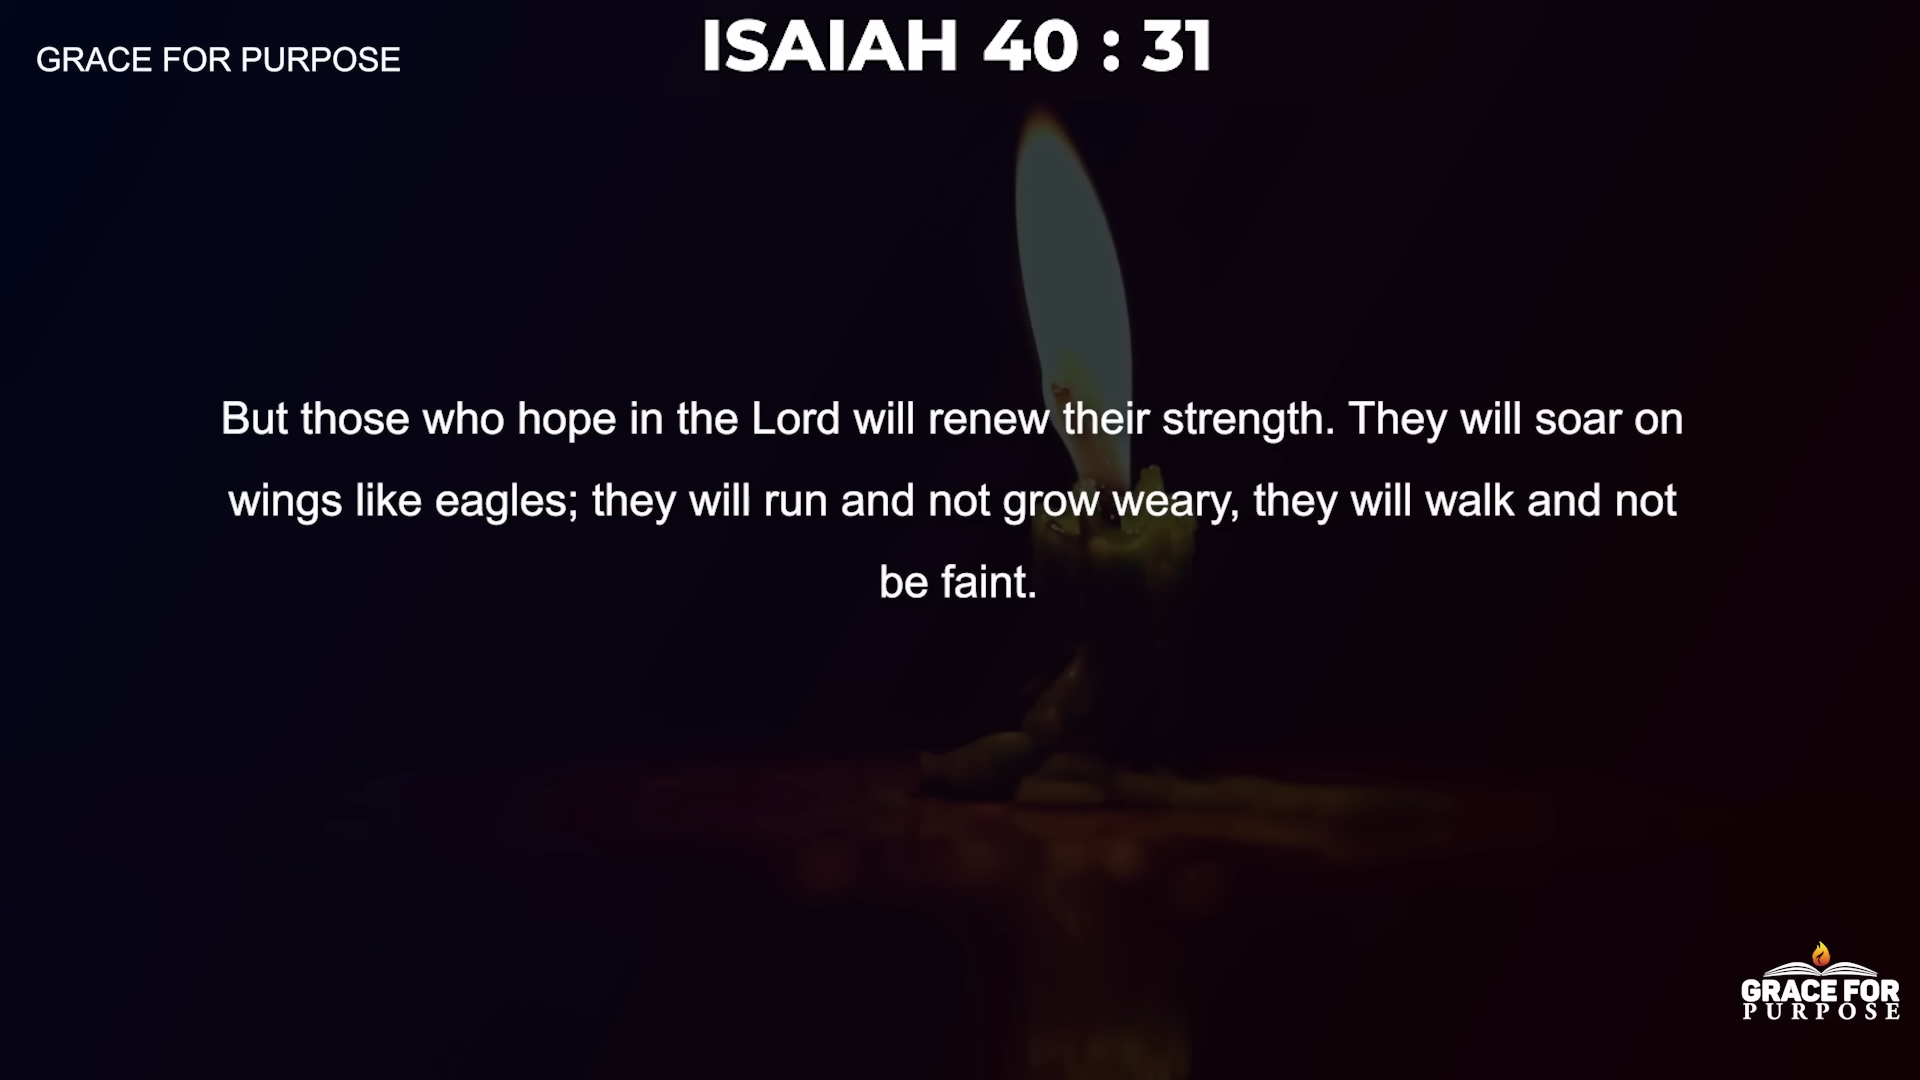 GRACE FOR PURPOSE
ISAIAH 40 : 31
But those who hope in the Lord will renew their strength. They will soar on
wings like eagles; they will run and not grow weary, they will walk and not
be faint.
GRACE FOR
PURPOSE